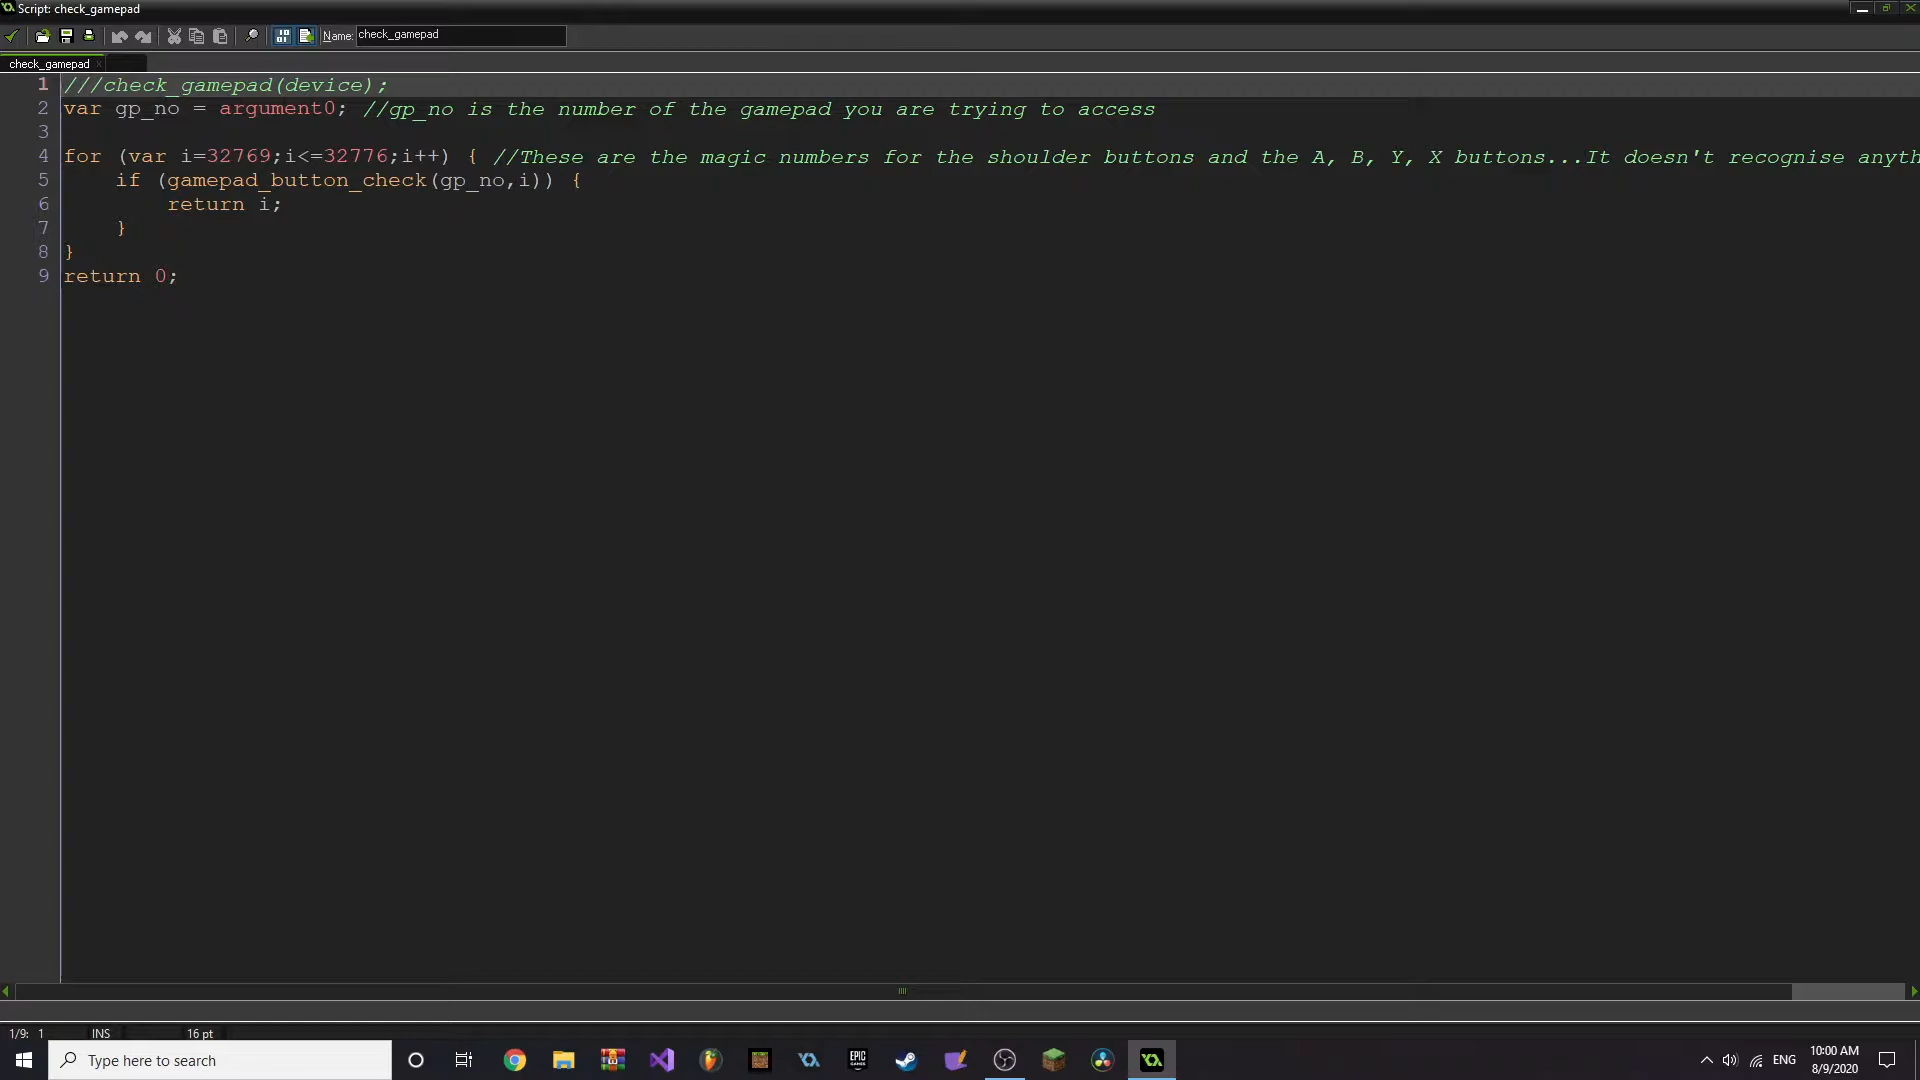 Script: check_gamepad
Name: check_gamepad
check_gamepad
1 ///check_gamepad(device);
2 var gp_no = argument0; //gp_no is the number of the gamepad you are trying to access
3
4 for (var i=32769;i<=32776;i++) { //These are the magic numbers for the shoulder buttons and the A, B, Y, X buttons...It doesn't recognise anyth
5 if (gamepad_button_check(gp_no,i)) {
6 return i;
7 }
8 }
9 return 0;
1/9: 1 INS 16 pt
Type here to search
EPIC GAMES
ENG
10:00 AM
8/9/2020